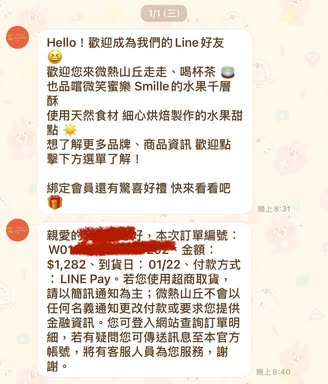 1/1 (三)
Hello！歡迎成為我們的Line好友
歡迎您來微熱山丘走走、喝杯茶
也品嚐微笑蜜樂 Smille的水果千層
酥
使用天然食材 細心烘焙製作的水果甜
點
想了解更多品牌、商品資訊 歡迎點
擊下方選單了解！
綁定會員還有驚喜好禮 快來看看吧
晚上8:31
親愛的 好，本次訂單編號：
W01 金額：
$1,282、到貨日：01/22、付款方式
：LINE Pay。若您使用超商取貨，
請以簡訊通知為主；微熱山丘不會以
任何名義通知更改付款或要求您提供
金融資訊。您可登入網站查詢訂單明
細，若有疑問您可傳送訊息至本官方
帳號，將有客服人員為您服務，謝
謝。
晚上8:40